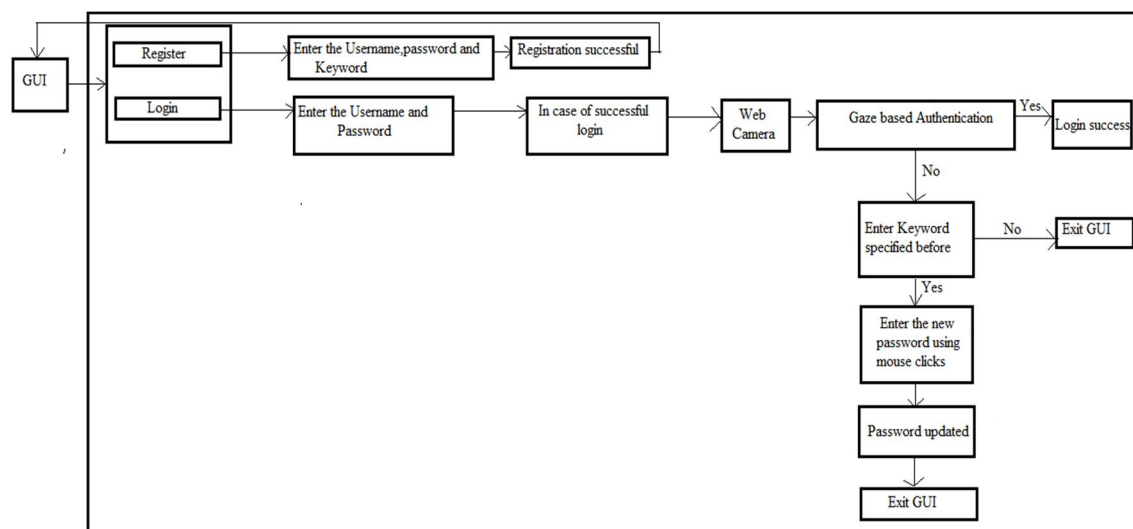 GUI
Register
Login
Enter the Username,password and
Keyword
Registration successful
Enter the Username and
Password
In case of successful
login
Web
Camera
Gaze based Authentication
Yes
Login success
No
Enter Keyword
specified before
No
Exit GUI
Yes
Enter the new
password using
mouse clicks
Password updated
Exit GUI